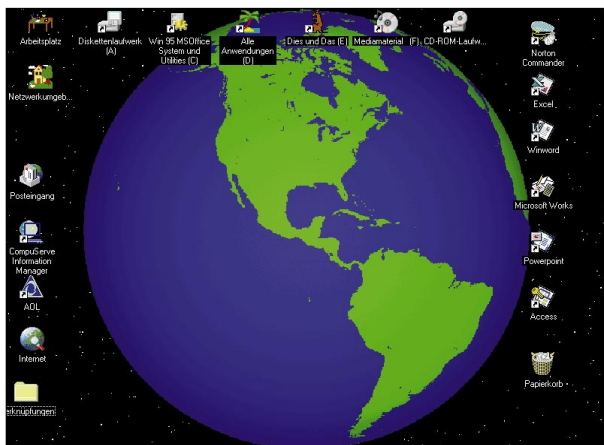 Arbeitsplatz
Diskettenlaufwerk
(A)
Win 95 MSOffice
System und
Utilities (C)
Alle
Anwendungen
(D)
Dies und Das (E)
Mediamaterial (F)
CD-ROM-Laufw...
Norton
Commander
Netzwerkumgeb...
Excel
Winword
Posteingang
Microsoft Works
CompuServe
Information
Manager
Powerpoint
AOL
Access
Internet
Papierkorb
erknüpfungen